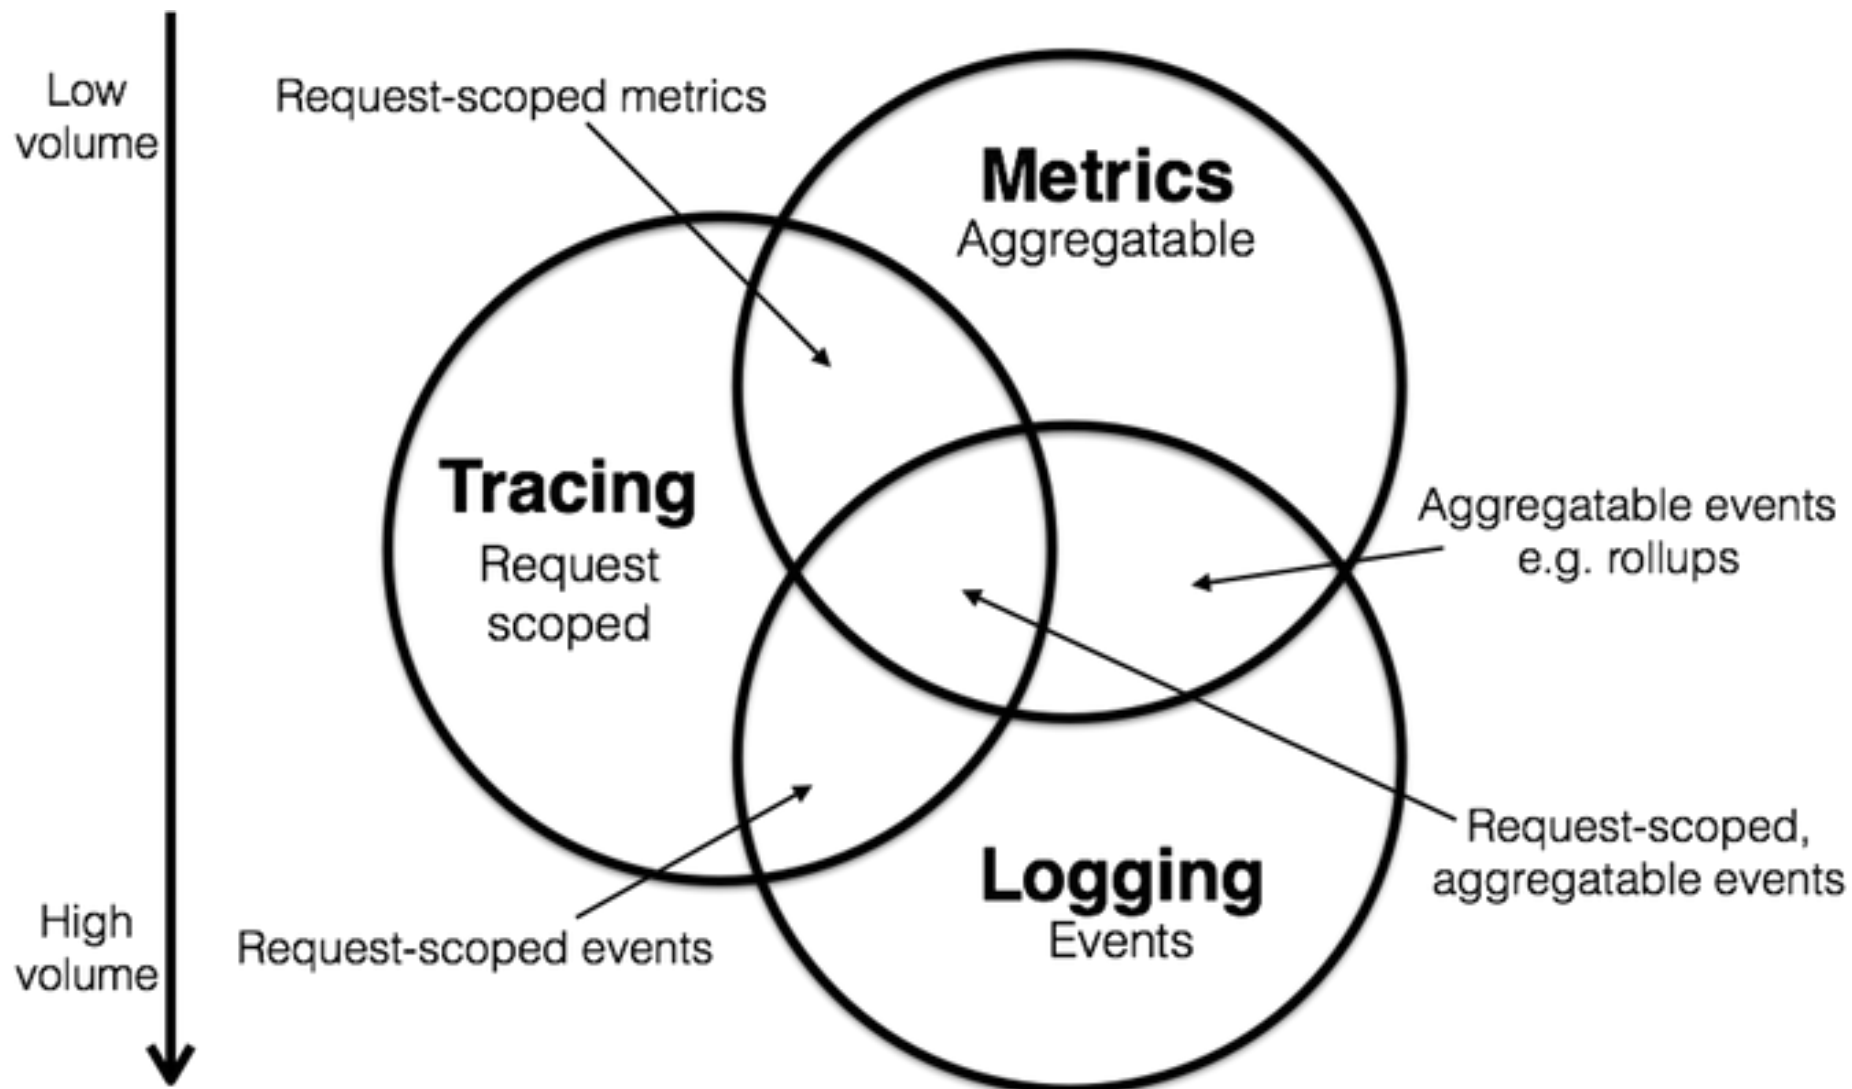 Low
volume
Request-scoped metrics
Metrics
Aggregatable
Tracing
Request
scoped
Aggregatable events
e.g. rollups
Request-scoped,
aggregatable events
Logging
Events
High
volume
Request-scoped events